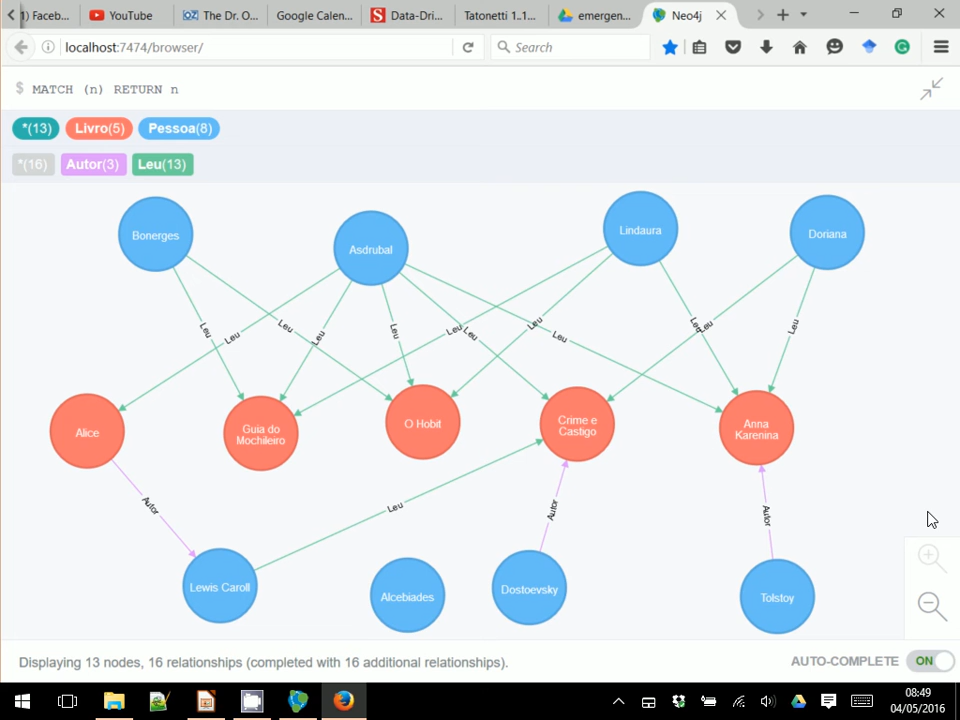 1) Faceb...
YouTube
The Dr. O...
Google Calen...
Data-Dri...
Tatonetti 1..1...
emergen...
Neo4j
localhost:7474/browser/
Search
$ MATCH (n) RETURN n
*(13) Livro(5) Pessoa(8)
*(16) Autor(3) Leu(13)
Bonerges
Asdrubal
Lindaura
Doriana
Leu
Leu
Leu
Leu
Leu
Leu
Leu
Leu
Leu
Leu
Leu
Leu
Alice
Guia do
Mochileiro
O Hobit
Crime e
Castigo
Anna
Karenina
Autor
Leu
Autor
Autor
Lewis Caroll
Alcebiades
Dostoevsky
Tolstoy
Displaying 13 nodes, 16 relationships (completed with 16 additional relationships).
AUTO-COMPLETE ON
08:49
04/05/2016